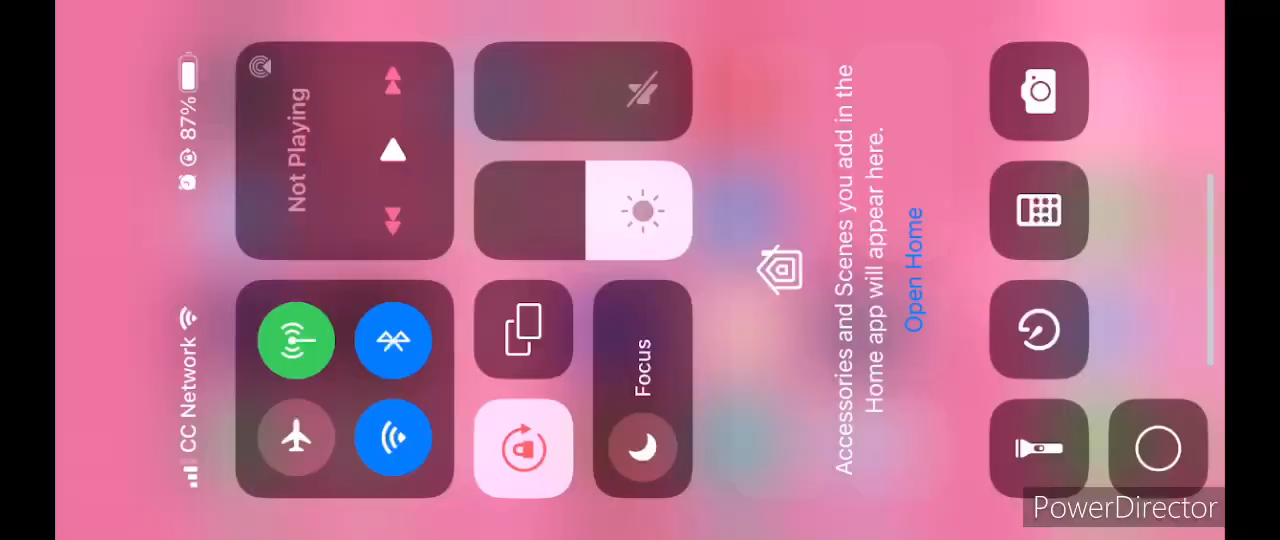 CC Network
87%
Not Playing
Focus
Accessories and Scenes you add in the
Home app will appear here.
Open Home
PowerDirector